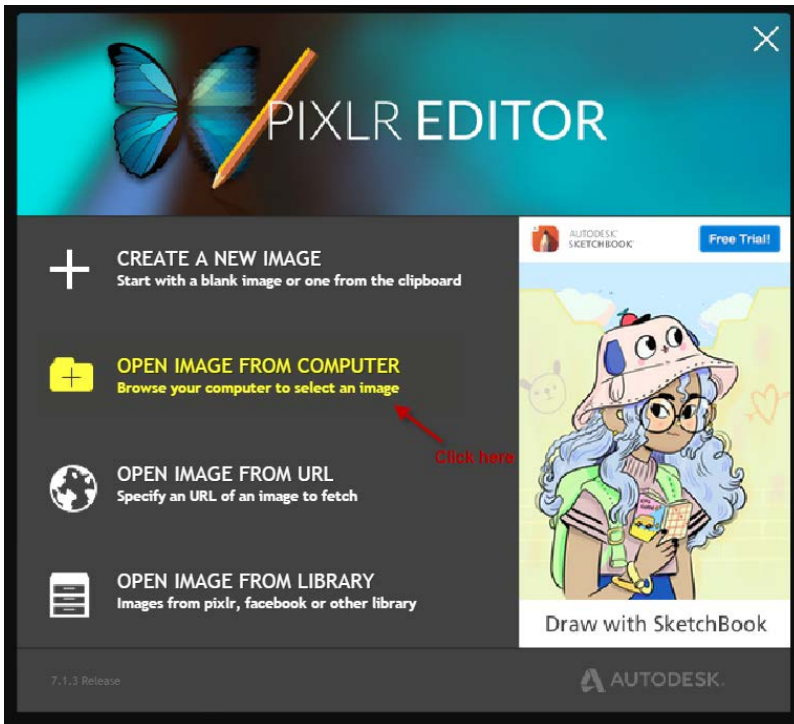 PIXLR EDITOR
AUTODESK
SKETCHBOOK
Free Trial!
CREATE A NEW IMAGE
Start with a blank image or one from the clipboard
OPEN IMAGE FROM COMPUTER
Browse your computer to select an image
Click here
OPEN IMAGE FROM URL
Specify an URL of an image to fetch
OPEN IMAGE FROM LIBRARY
Images from pixlr, facebook or other library
Draw with SketchBook
7.1.3 Release
AUTODESK.